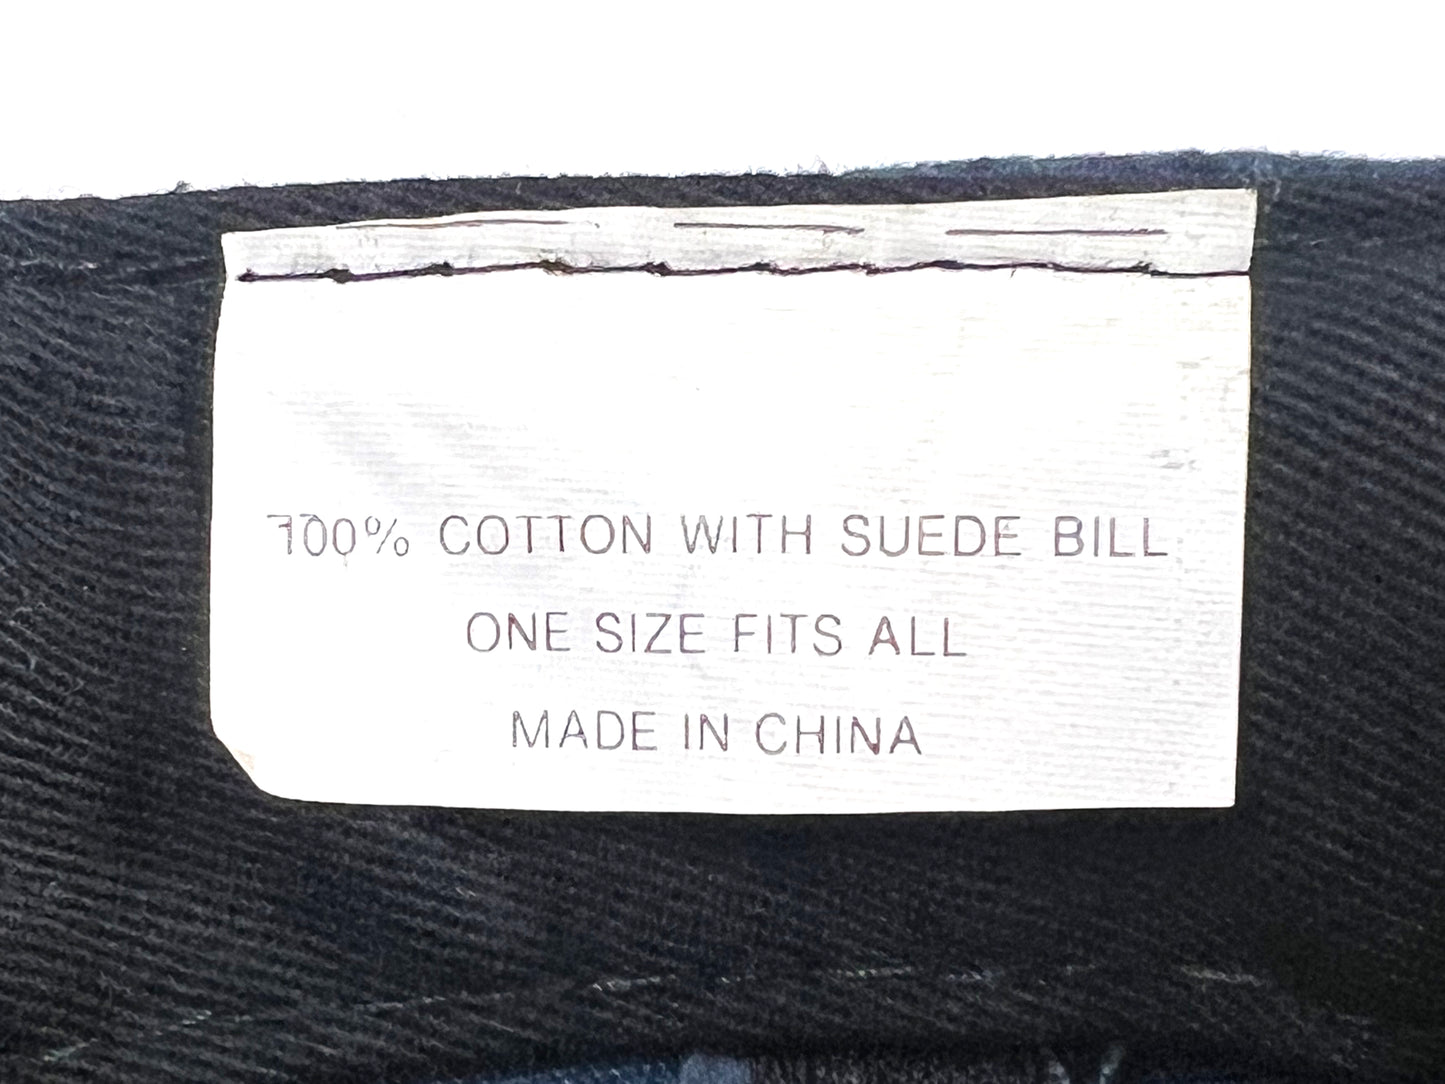 100% COTTON WITH SUEDE BILL
ONE SIZE FITS ALL
MADE IN CHINA